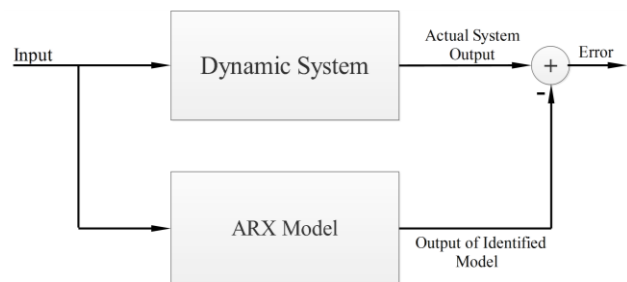 Input
Dynamic System
Actual System
Output
+
Error
-
ARX Model
Output of Identified
Model